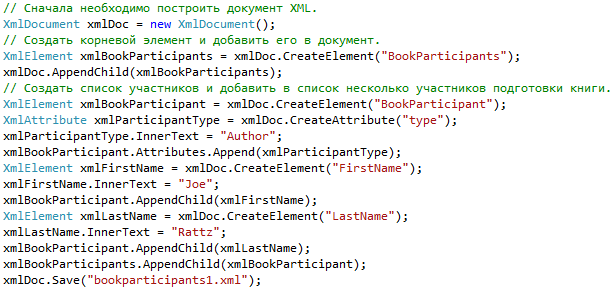 // Сначала необходимо построить документ XML.
XmlDocument xmlDoc = new XmlDocument();
// Создать корневой элемент и добавить его в документ.
XmlElement xmlBookParticipants = xmlDoc.CreateElement("BookParticipants");
xmlDoc.AppendChild(xmlBookParticipants);
// Создать список участников и добавить в список несколько участников подготовки книги.
XmlElement xmlBookParticipant = xmlDoc.CreateElement("BookParticipant");
XmlAttribute xmlParticipantType = xmlDoc.CreateAttribute("type");
xmlParticipantType.InnerText = "Author";
xmlBookParticipant.Attributes.Append(xmlParticipantType);
XmlElement xmlFirstName = xmlDoc.CreateElement("FirstName");
xmlFirstName.InnerText = "Joe";
xmlBookParticipant.AppendChild(xmlFirstName);
XmlElement xmlLastName = xmlDoc.CreateElement("LastName");
xmlLastName.InnerText = "Rattz";
xmlBookParticipant.AppendChild(xmlLastName);
xmlBookParticipants.AppendChild(xmlBookParticipant);
xmlDoc.Save("bookparticipants1.xml");